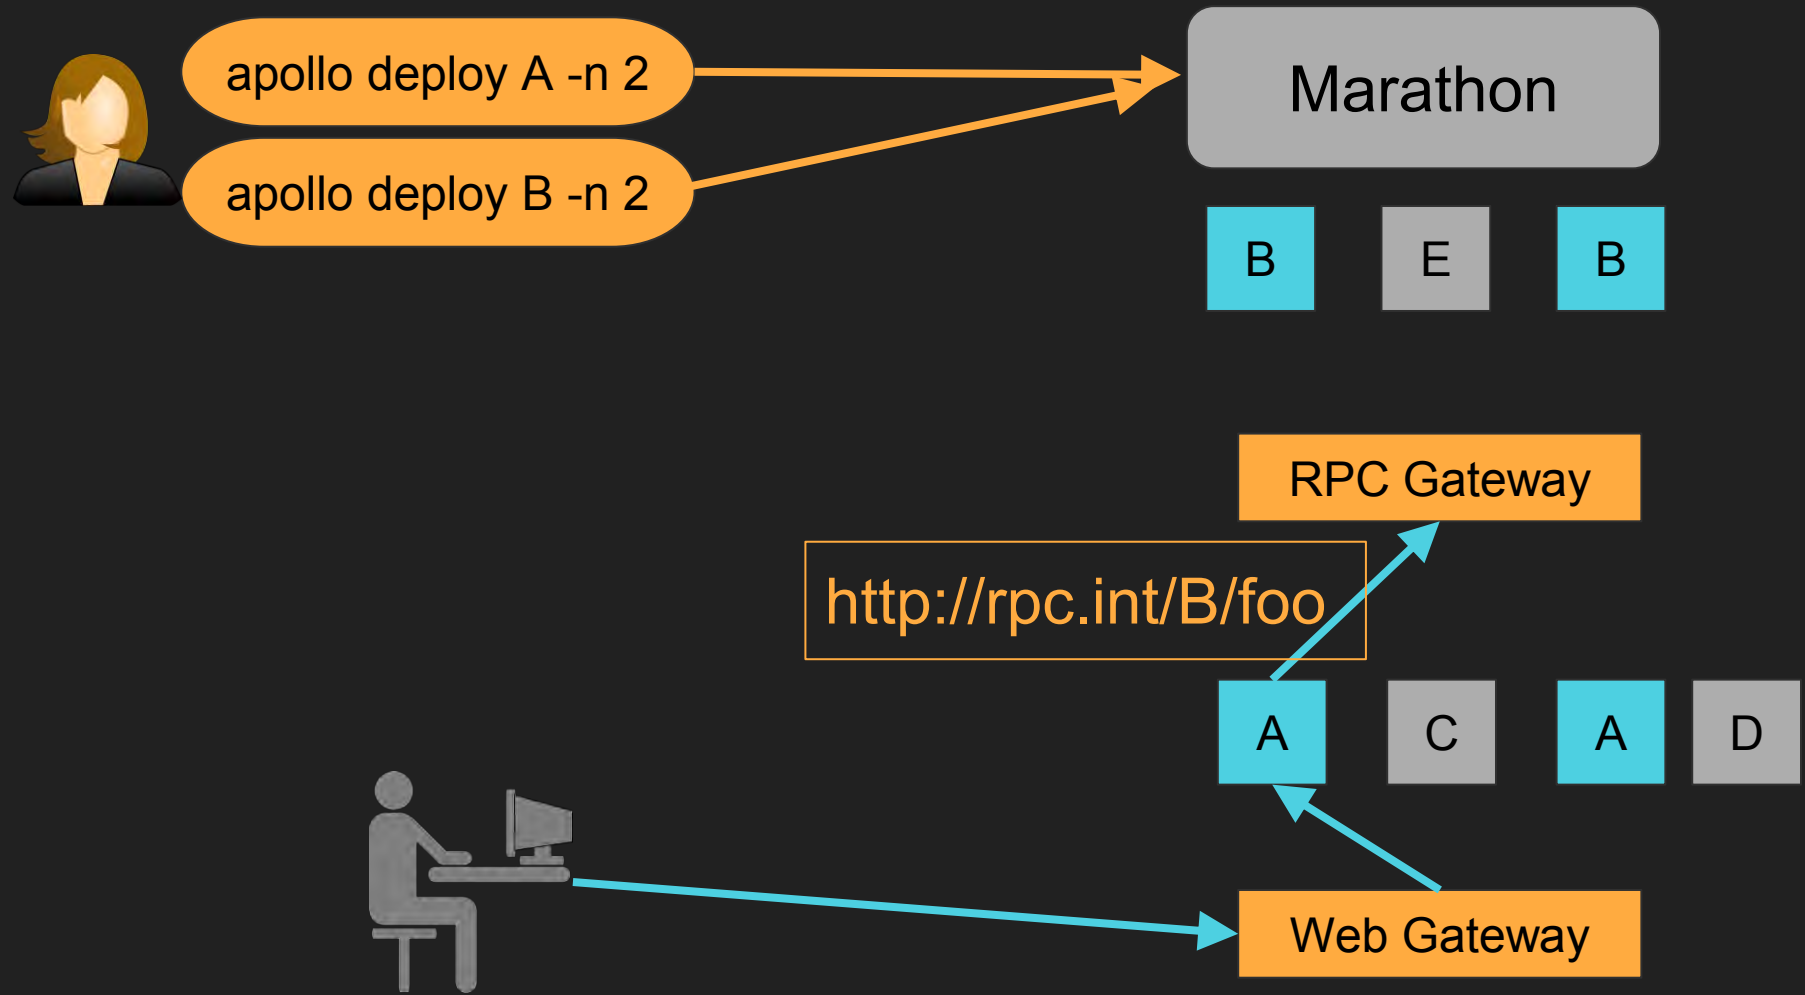 apollo deploy A -n 2
Marathon
apollo deploy B -n 2
B
E
B
RPC Gateway
http://rpc.int/B/foo
A
C
A
D
Web Gateway